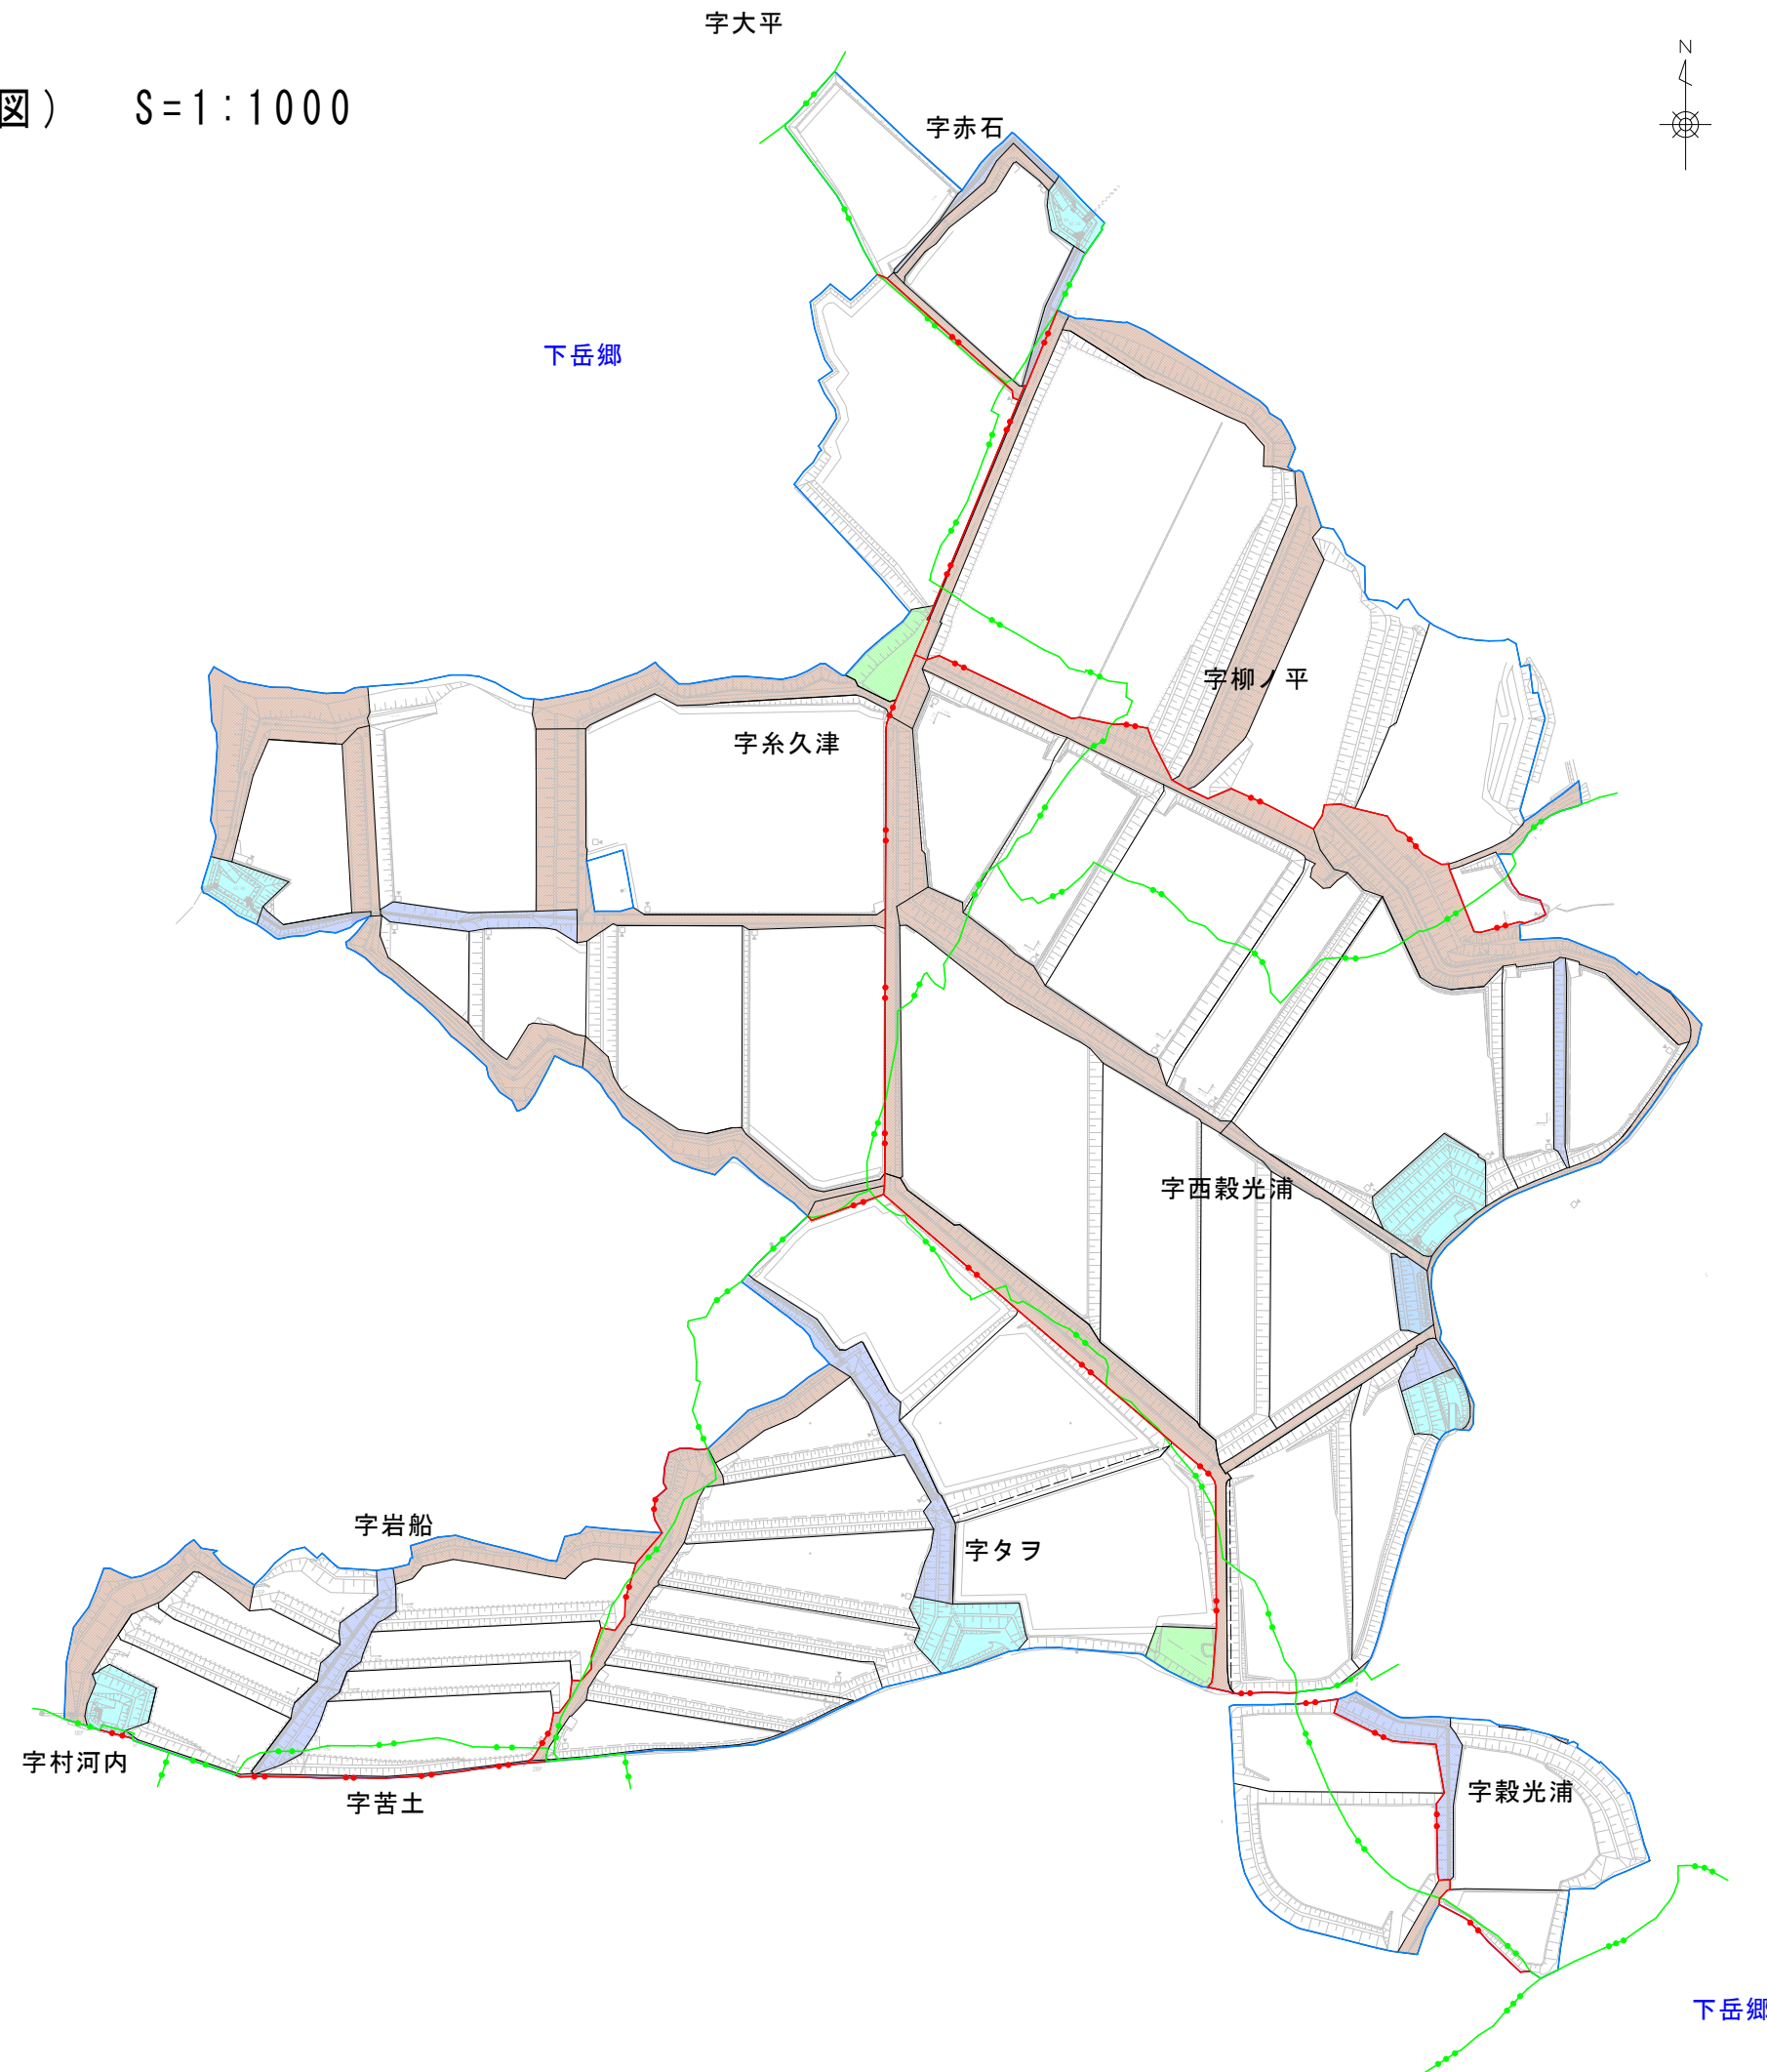 字大平
N
図） S=1:1000
字赤石
下岳郷
字柳ノ平
字糸久津
字西穀光浦
字岩船
字タヲ
字村河内
字苦土
字穀光浦
下岳郷